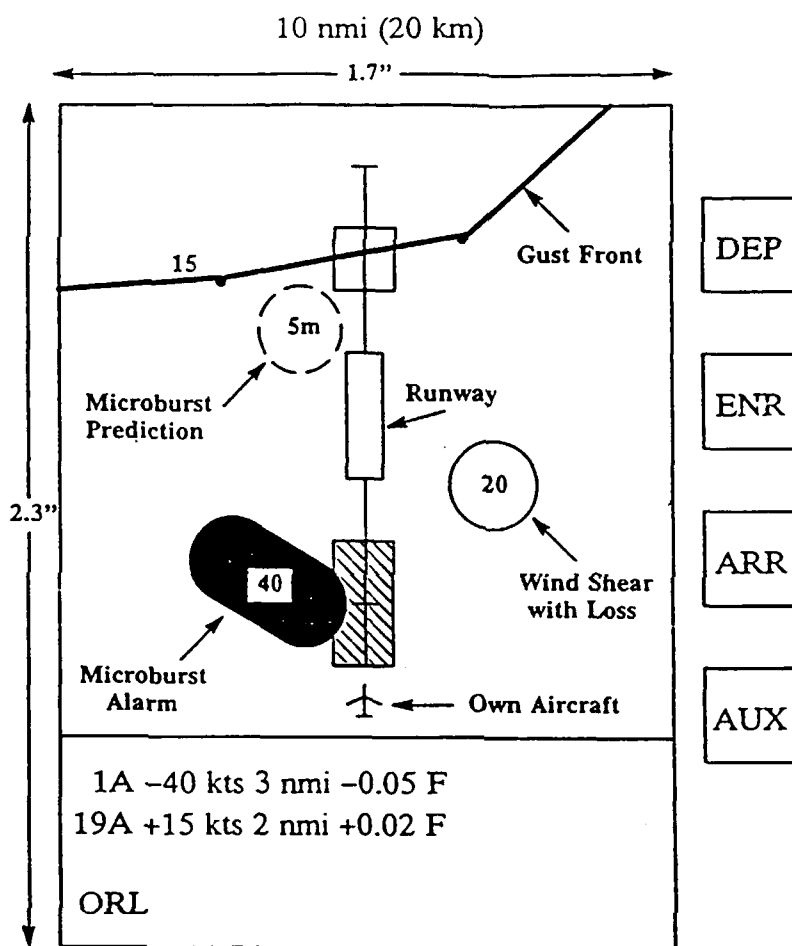 10 nmi (20 km)
1.7"
15
Gust Front
DEP
5m
Microburst
Prediction
Runway
ENR
20
2.3"
Wind Shear
with Loss
ARR
40
Microburst
Alarm
Own Aircraft
AUX
1A –40 kts 3 nmi –0.05 F
19A +15 kts 2 nmi +0.02 F
ORL